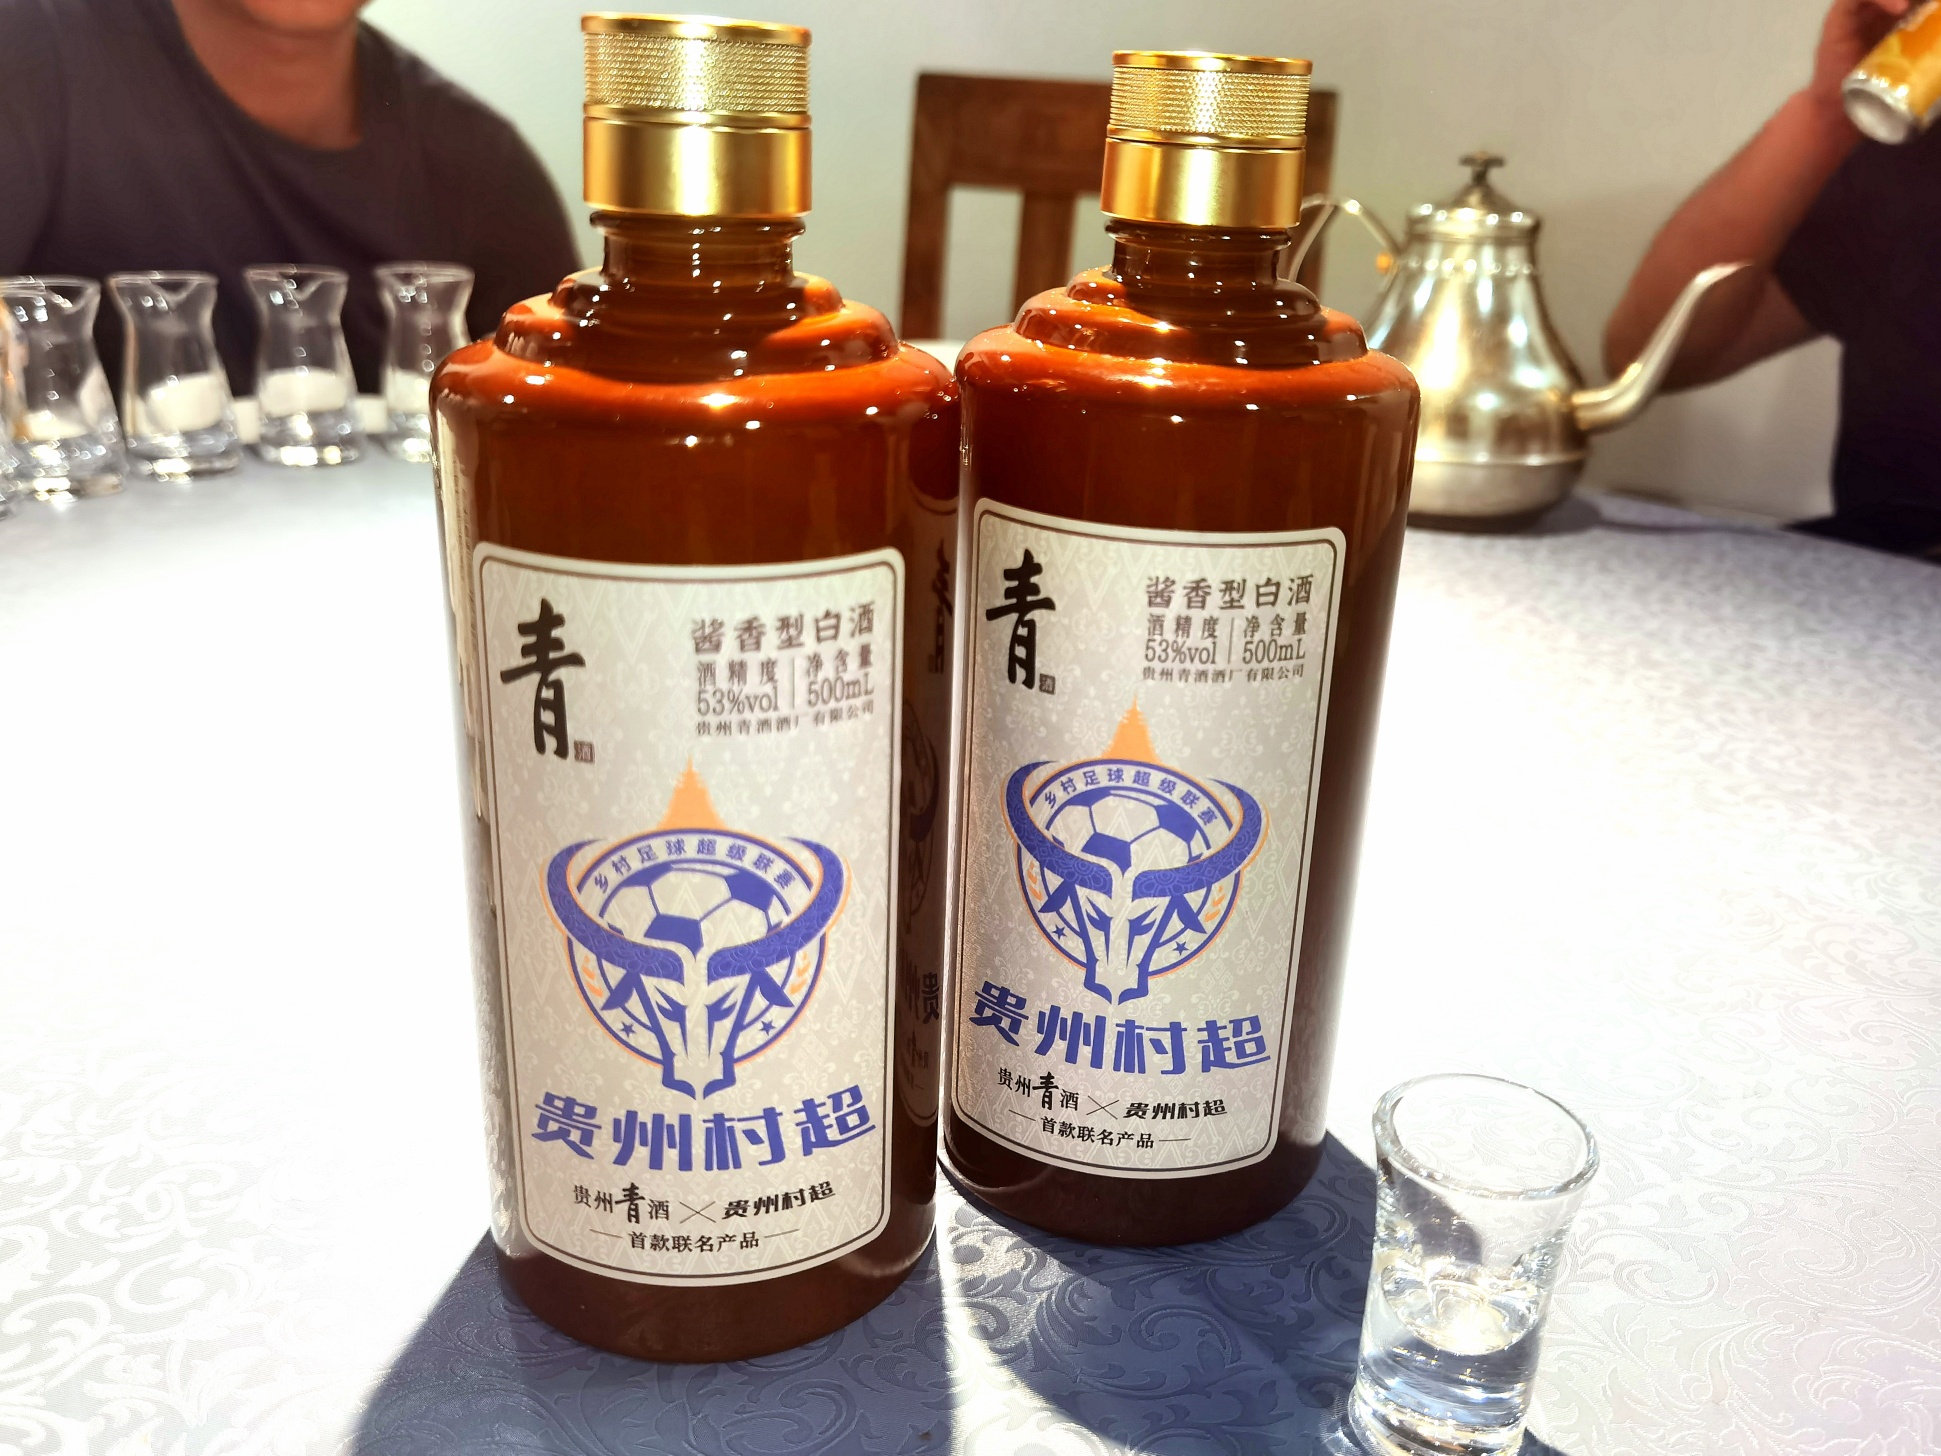 青
酒
酱香型白酒
酒精度 净含量
53%vol 500mL
贵州青酒酒厂有限公司
乡村足球超级联赛
贵州村超
贵州青酒×贵州村超
首款联名产品
青
酒
酱香型白酒
酒精度 净含量
53%vol 500mL
贵州青酒酒厂有限公司
乡村足球超级联赛
贵州村超
贵州青酒×贵州村超
首款联名产品